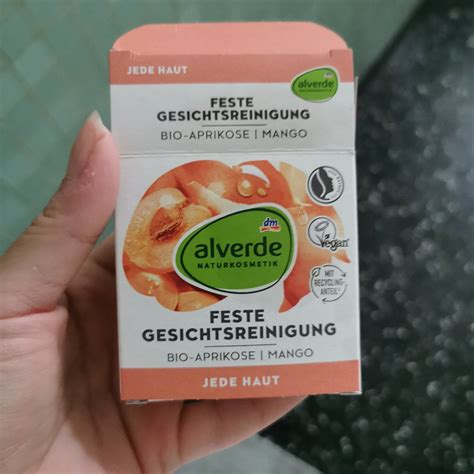 JEDE HAUT
alverde
NATURKOSMETIK
FESTE
GESICHTSREINIGUNG
BIO-APRIKOSE | MANGO
dm
alverde
NATURKOSMETIK
Vegan
MIT
RECYCLING-
ANTEIL
FESTE
GESICHTSREINIGUNG
BIO-APRIKOSE | MANGO
JEDE HAUT